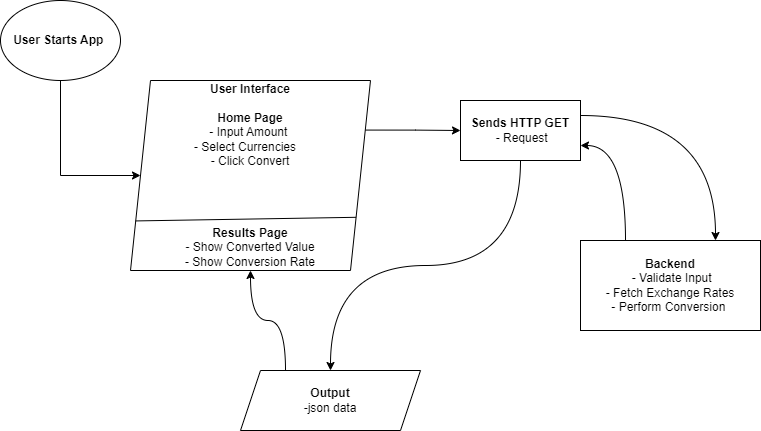 User Starts App
User Interface
Home Page
- Input Amount
- Select Currencies
- Click Convert
Results Page
- Show Converted Value
- Show Conversion Rate
Sends HTTP GET
- Request
Backend
- Validate Input
- Fetch Exchange Rates
- Perform Conversion
Output
-json data